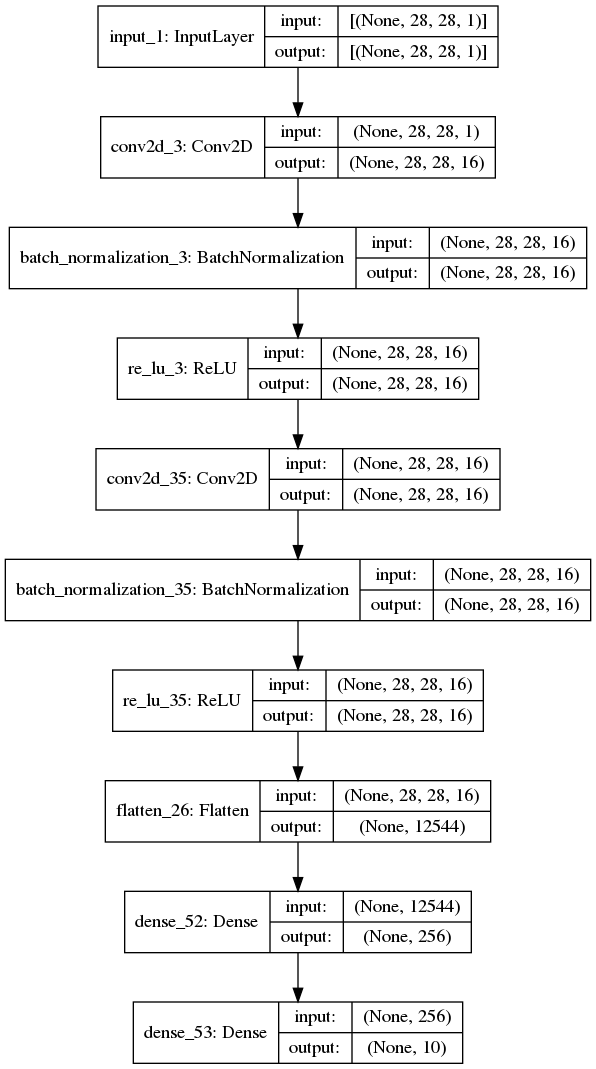 input_1: InputLayer
input:
[(None, 28, 28, 1)]
output:
[(None, 28, 28, 1)]
conv2d_3: Conv2D
input:
(None, 28, 28, 1)
output:
(None, 28, 28, 16)
batch_normalization_3: BatchNormalization
input:
(None, 28, 28, 16)
output:
(None, 28, 28, 16)
re_lu_3: ReLU
input:
(None, 28, 28, 16)
output:
(None, 28, 28, 16)
conv2d_35: Conv2D
input:
(None, 28, 28, 16)
output:
(None, 28, 28, 16)
batch_normalization_35: BatchNormalization
input:
(None, 28, 28, 16)
output:
(None, 28, 28, 16)
re_lu_35: ReLU
input:
(None, 28, 28, 16)
output:
(None, 28, 28, 16)
flatten_26: Flatten
input:
(None, 28, 28, 16)
output:
(None, 12544)
dense_52: Dense
input:
(None, 12544)
output:
(None, 256)
dense_53: Dense
input:
(None, 256)
output:
(None, 10)